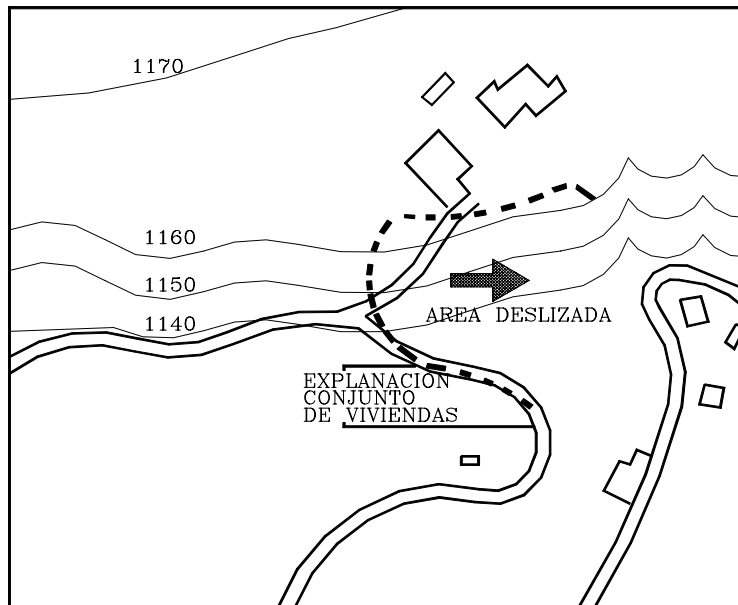 1170
1160
1150
1140
AREA DESLIZADA
EXPLANACION
CONJUNTO
DE VIVIENDAS